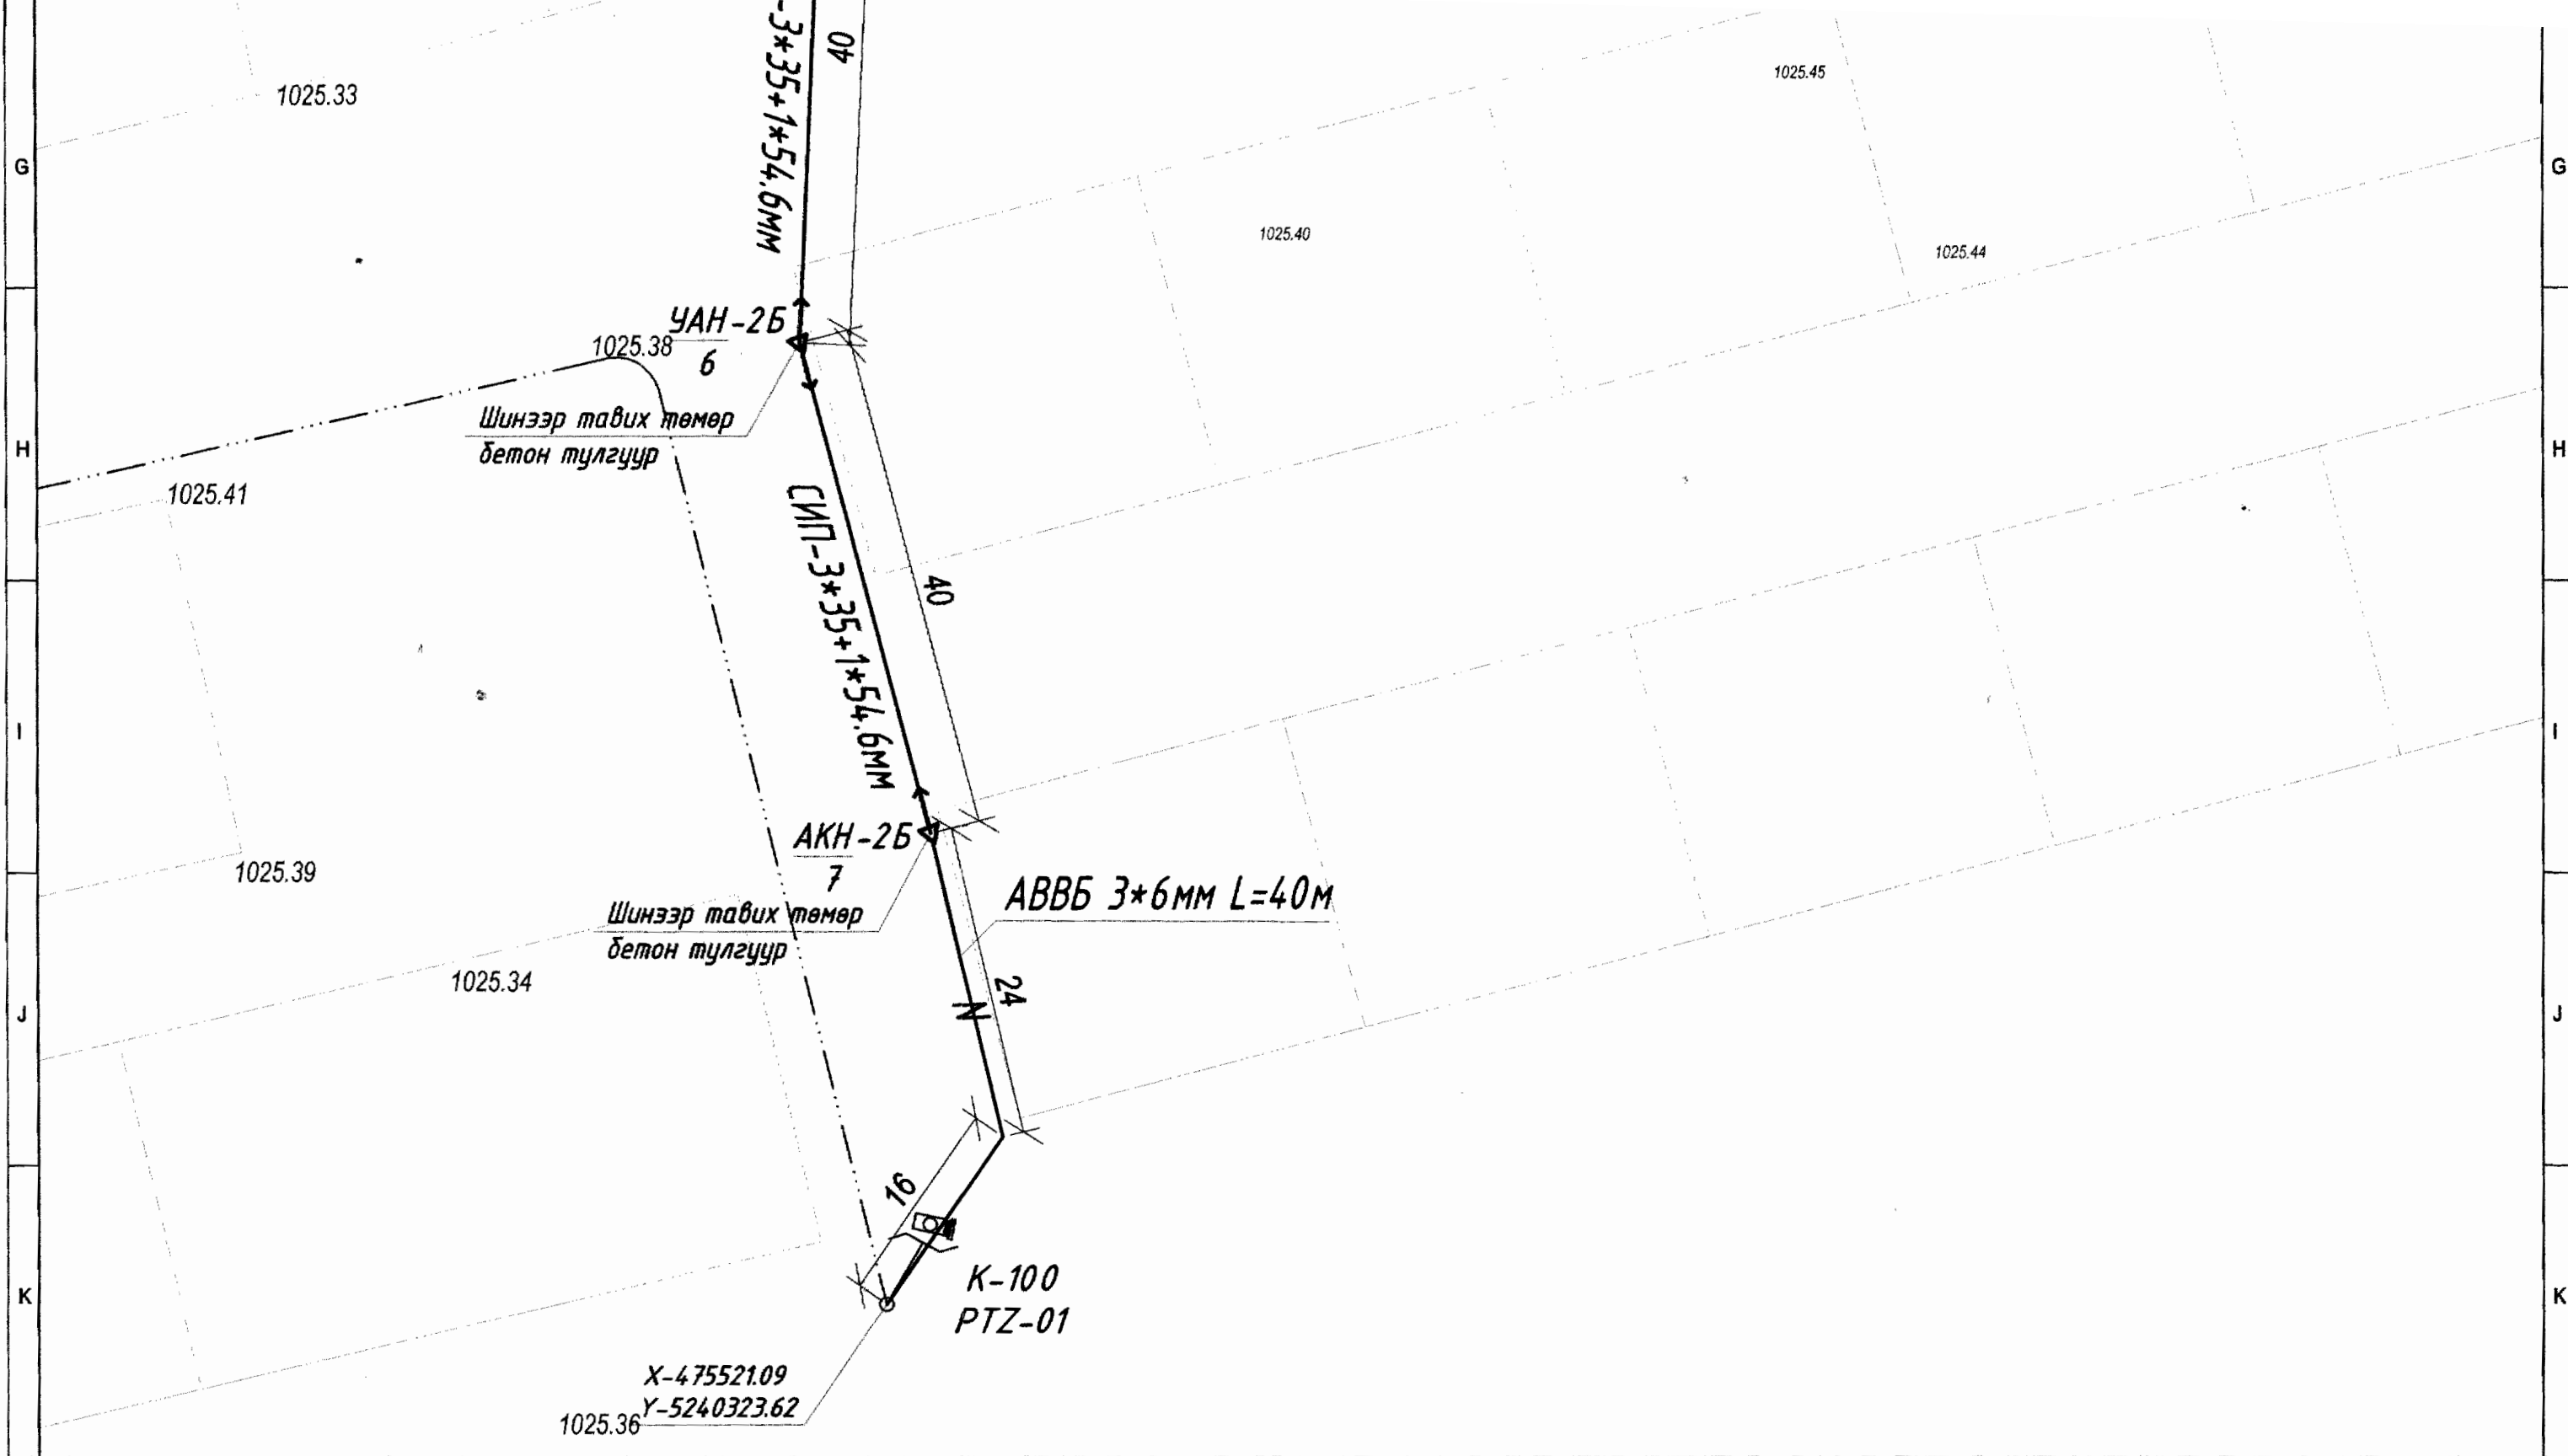 -3*35+1*54.6мм
40
1025.33
1025.45
G
G
1025.40
1025.44
УАН-2Б
6
1025.38
Шинээр тавих төмөр
бетон тулгуур
H
H
1025.41
СИП-3*35+1*54.6мм
40
I
I
АКН-2Б
7
1025.39
АВВБ 3*6мм L=40м
Шинээр тавих төмөр
бетон тулгуур
1025.34
24
N
J
J
16
K-100
PTZ-01
K
K
X-475521.09
Y-5240323.62
1025.36